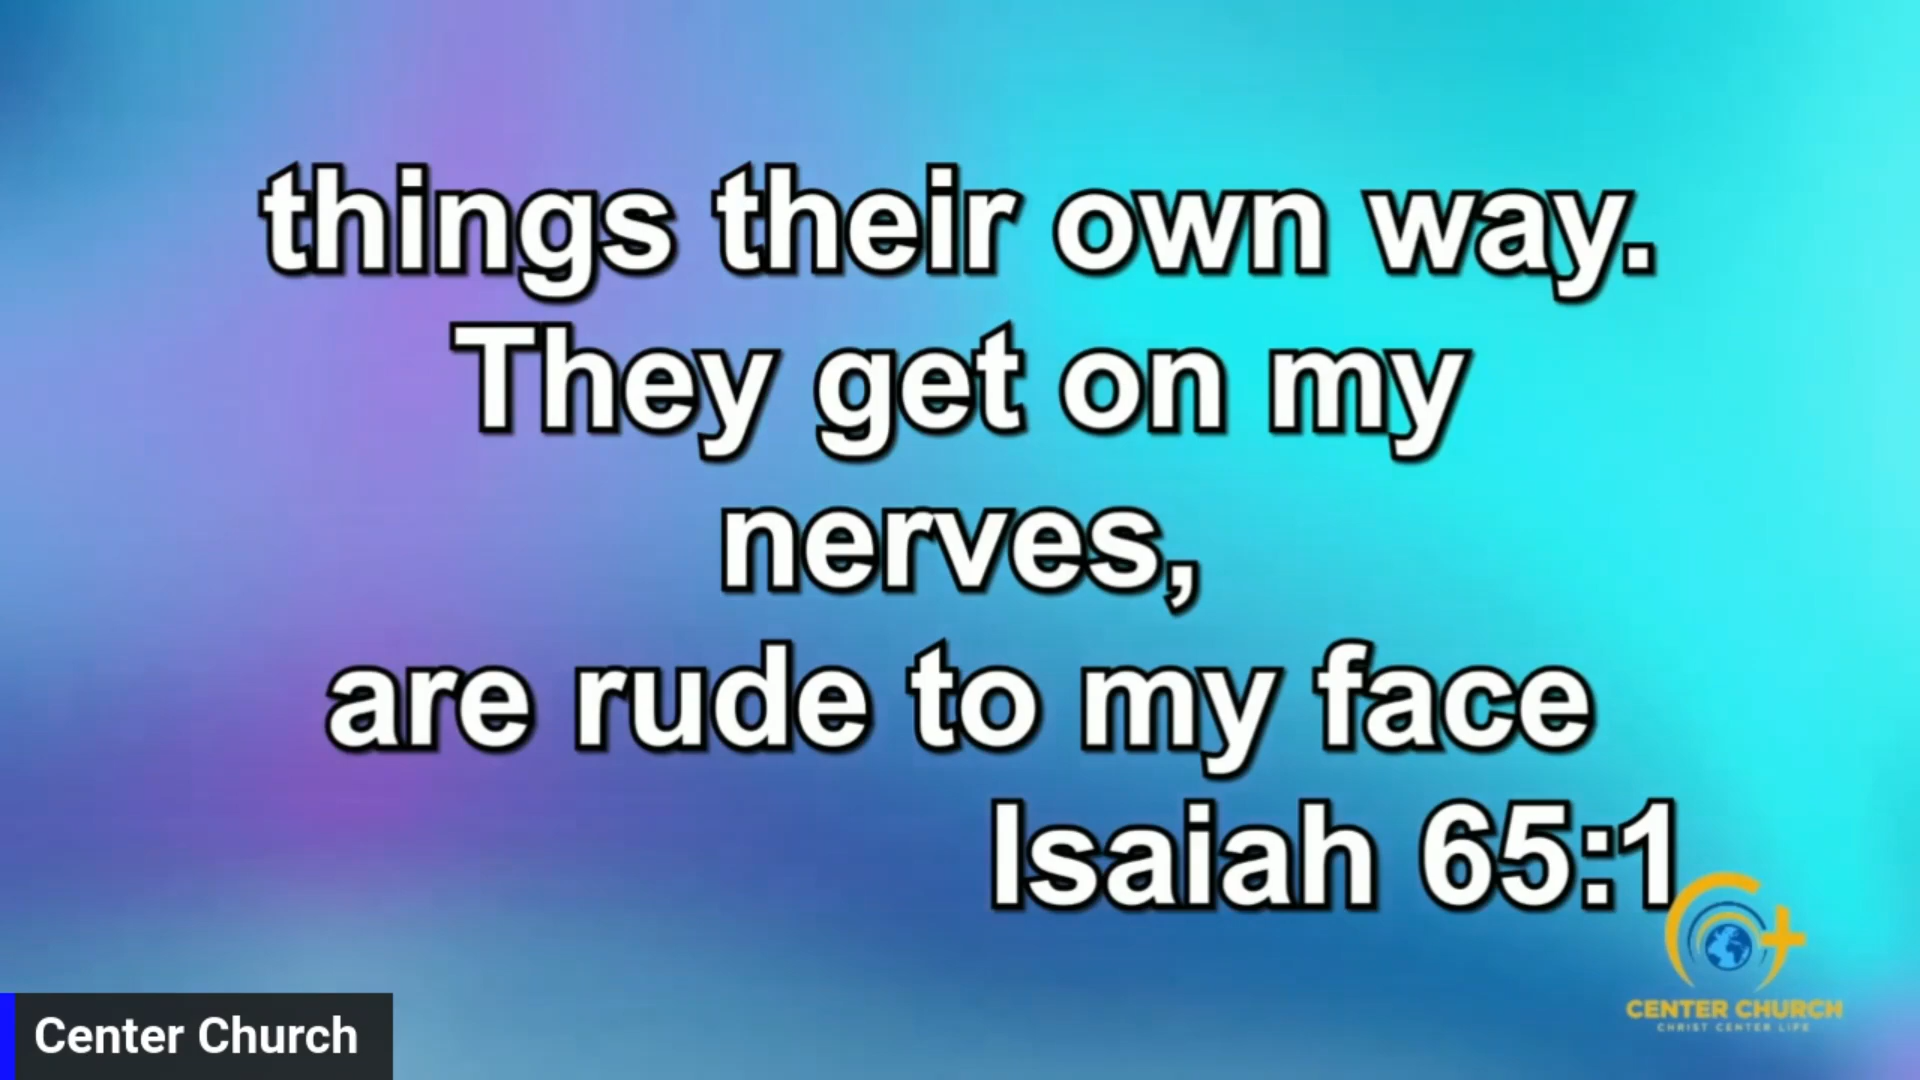 things their own way.
They get on my
nerves,
are rude to my face
Isaiah 65:1
CENTER CHURCH
CHRIST CENTER LIFE
Center Church